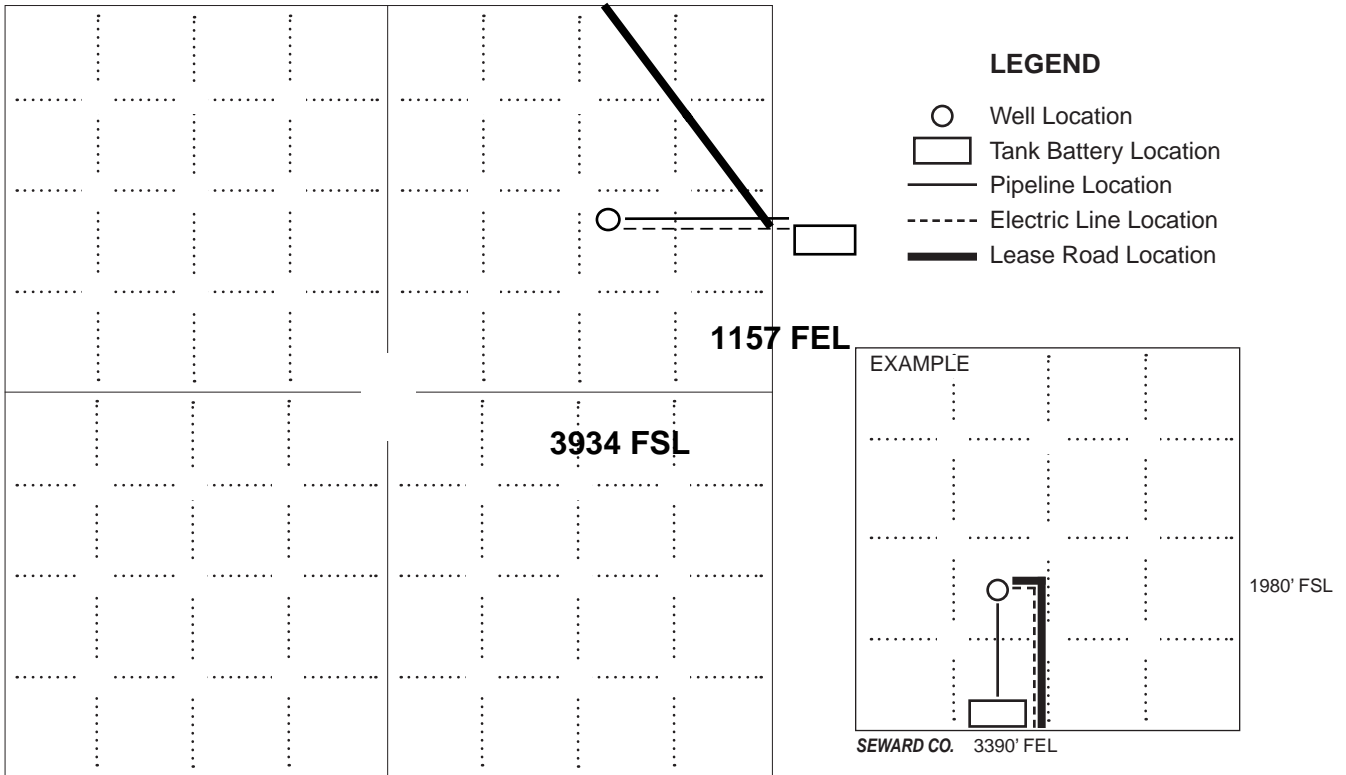 LEGEND
Well Location
Tank Battery Location
Pipeline Location
Electric Line Location
Lease Road Location
1157 FEL
3934 FSL
EXAMPLE
1980' FSL
SEWARD CO. 3390' FEL